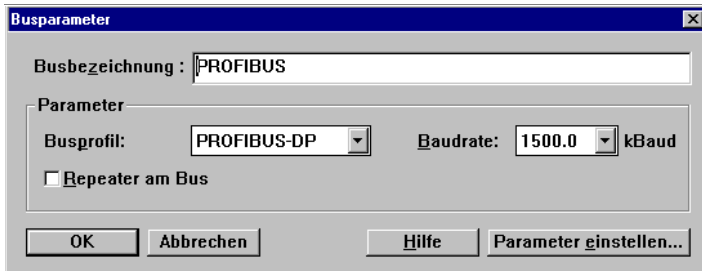 Busparameter
Busbezeichnung : PROFIBUS
Parameter
Busprofil: PROFIBUS-DP Baudrate: 1500.0 kBaud
Repeater am Bus
OK Abbrechen Hilfe Parameter einstellen...